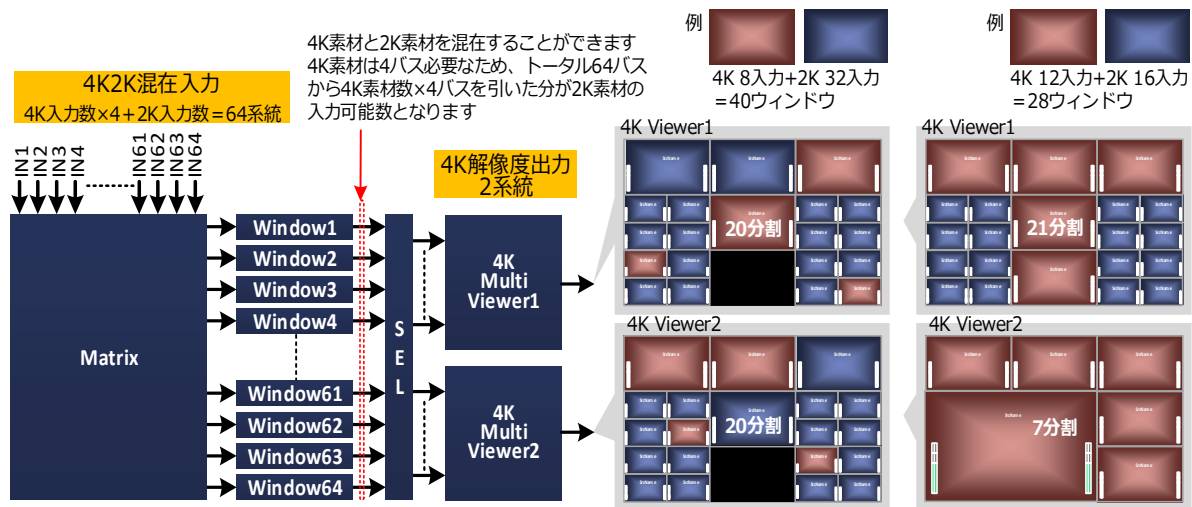 4K2K混在入力
4K入力数×4+2K入力数=64系統
IN1
IN2
IN3
IN4
IN61
IN62
IN63
IN64
4K素材と2K素材を混在することができます
4K素材は4バス必要なため、トータル64バス
から4K素材数×4バスを引いた分が2K素材の
入力可能数となります
4K解像度出力
2系統
Matrix
Window1
Window2
Window3
Window4
Window61
Window62
Window63
Window64
S
E
L
4K
Multi
Viewer1
4K
Multi
Viewer2
例
4K 8入力+2K 32入力
=40ウィンドウ
4K Viewer1
20分割
4K Viewer2
20分割
例
4K 12入力+2K 16入力
=28ウィンドウ
4K Viewer1
21分割
4K Viewer2
7分割